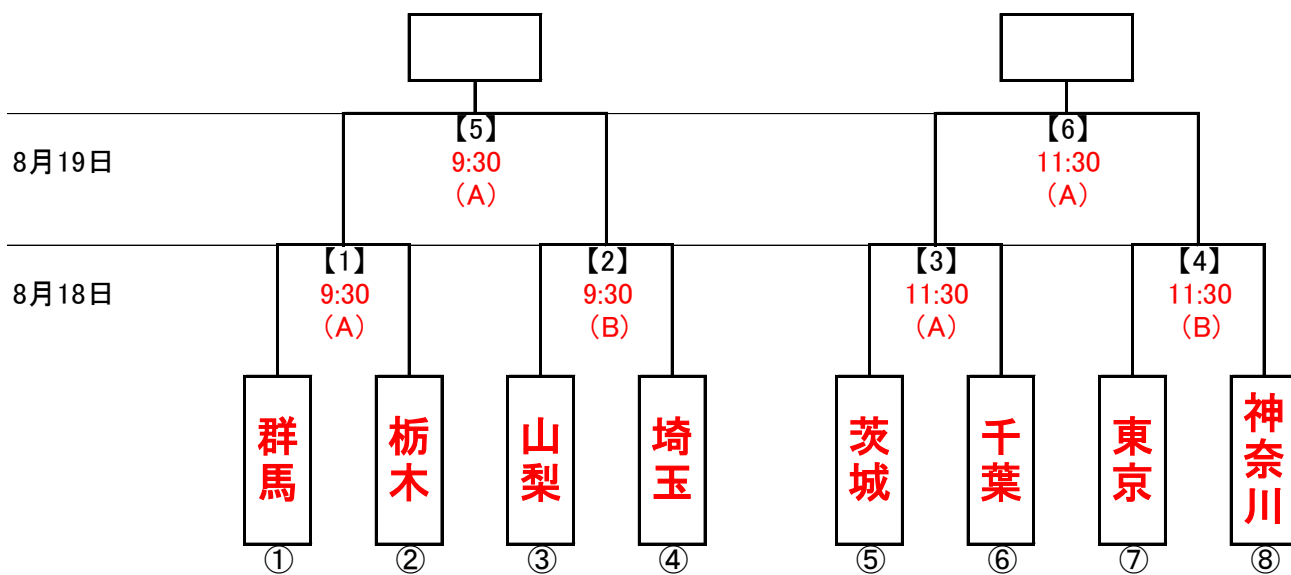 8月19日
【5】
9:30
(A)
【6】
11:30
(A)
8月18日
【1】
9:30
(A)
【2】
9:30
(B)
【3】
11:30
(A)
【4】
11:30
(B)
群馬
栃木
山梨
埼玉
茨城
千葉
東京
神奈川
①
②
③
④
⑤
⑥
⑦
⑧